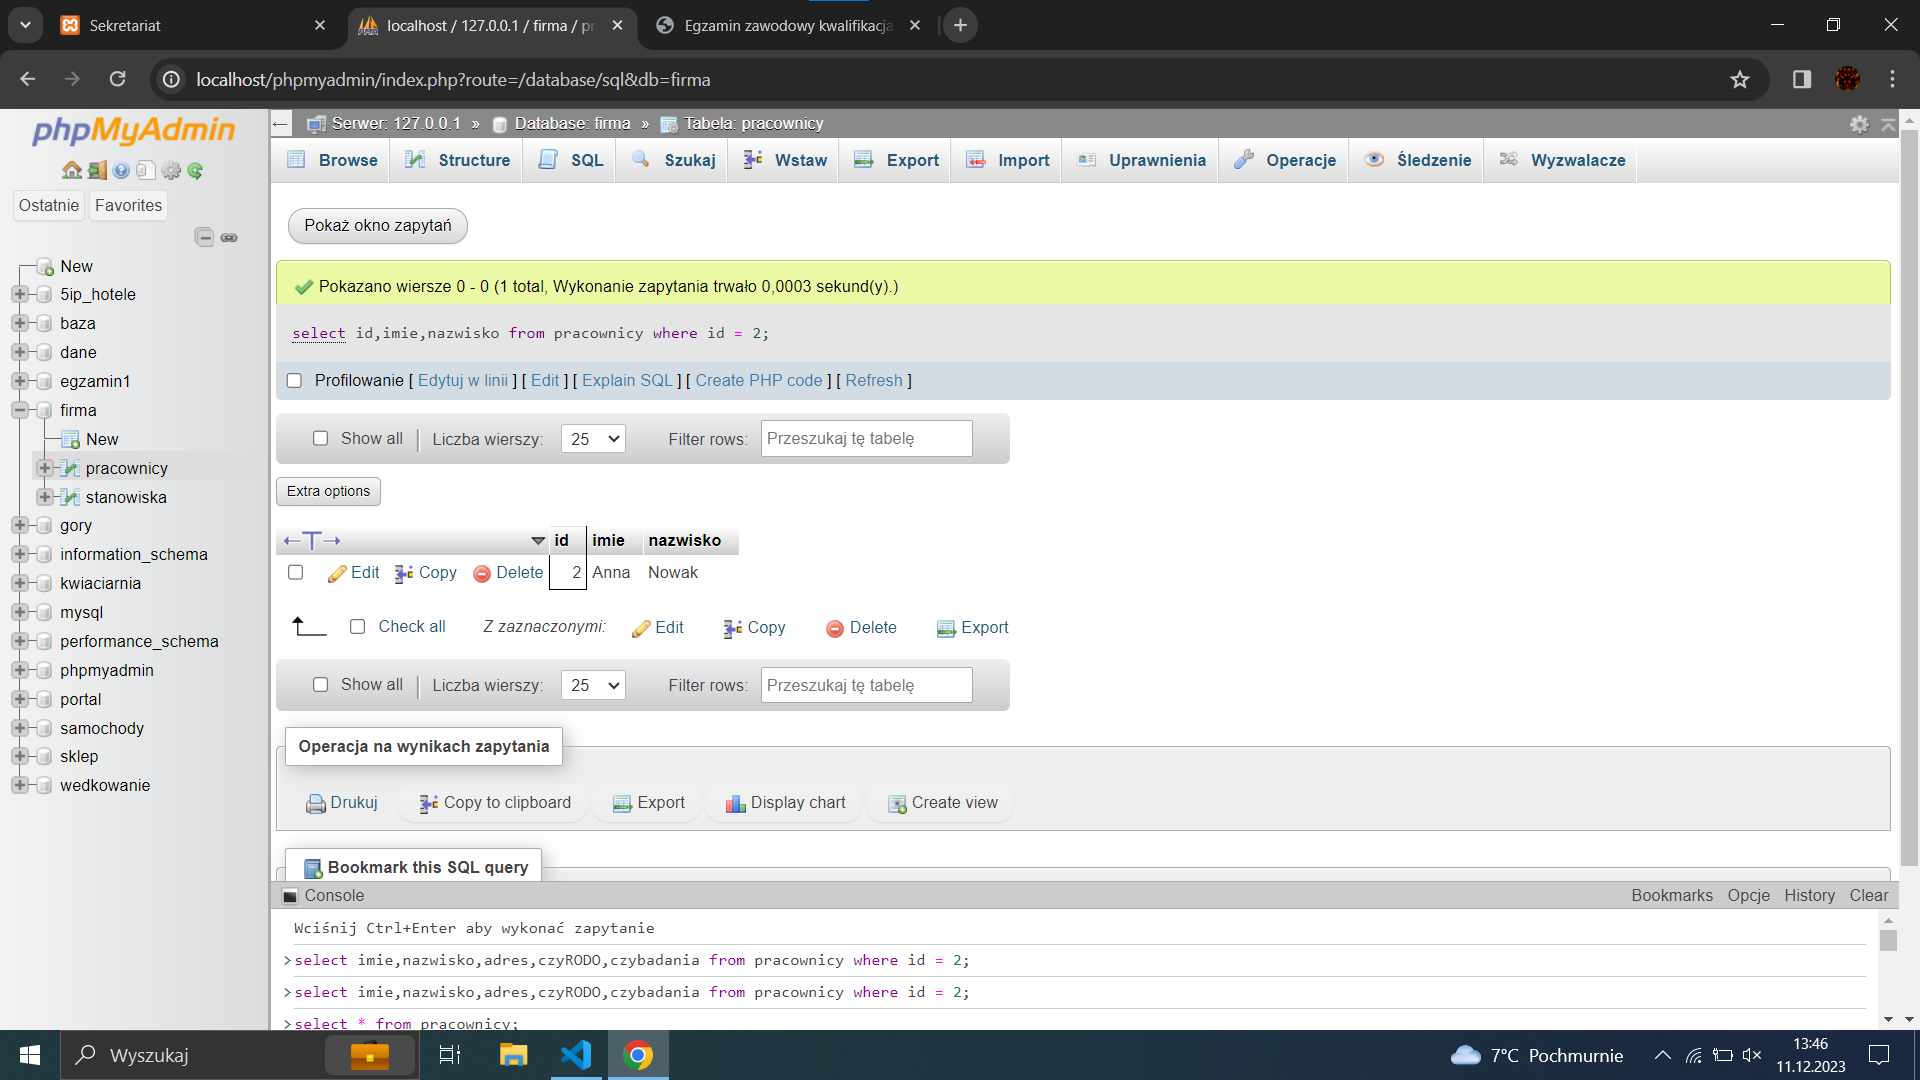 Sekretariat
localhost / 127.0.0.1 / firma / pr
Egzamin zawodowy kwalifikacja
localhost/phpmyadmin/index.php?route=/database/sql&db=firma
phpMyAdmin
Ostatnie
Favorites
New
5ip_hotele
baza
dane
egzamin1
firma
New
pracownicy
stanowiska
gory
information_schema
kwiaciarnia
mysql
performance_schema
phpmyadmin
portal
samochody
sklep
wedkowanie
Serwer: 127.0.0.1 » Database: firma » Tabela: pracownicy
Browse Structure SQL Szukaj Wstaw Export Import Uprawnienia Operacje Śledzenie Wyzwalacze
Pokaż okno zapytań
Pokazano wiersze 0 - 0 (1 total, Wykonanie zapytania trwało 0,0003 sekund(y).)
select id,imie,nazwisko from pracownicy where id = 2;
Profilowanie [ Edytuj w linii ] [ Edit ] [ Explain SQL ] [ Create PHP code ] [ Refresh ]
Show all | Liczba wierszy: 25 Filter rows: Przeszukaj tę tabelę
Extra options
←T→ id imie nazwisko
Edit Copy Delete 2 Anna Nowak
Check all Z zaznaczonymi: Edit Copy Delete Export
Show all | Liczba wierszy: 25 Filter rows: Przeszukaj tę tabelę
Operacja na wynikach zapytania
Drukuj Copy to clipboard Export Display chart Create view
Bookmark this SQL query
Console Bookmarks Opcje History Clear
Wciśnij Ctrl+Enter aby wykonać zapytanie
>select imie,nazwisko,adres,czyRODO,czybadania from pracownicy where id = 2;
>select imie,nazwisko,adres,czyRODO,czybadania from pracownicy where id = 2;
>select * from pracownicy;
Wyszukaj
7°C Pochmurnie
13:46
11.12.2023